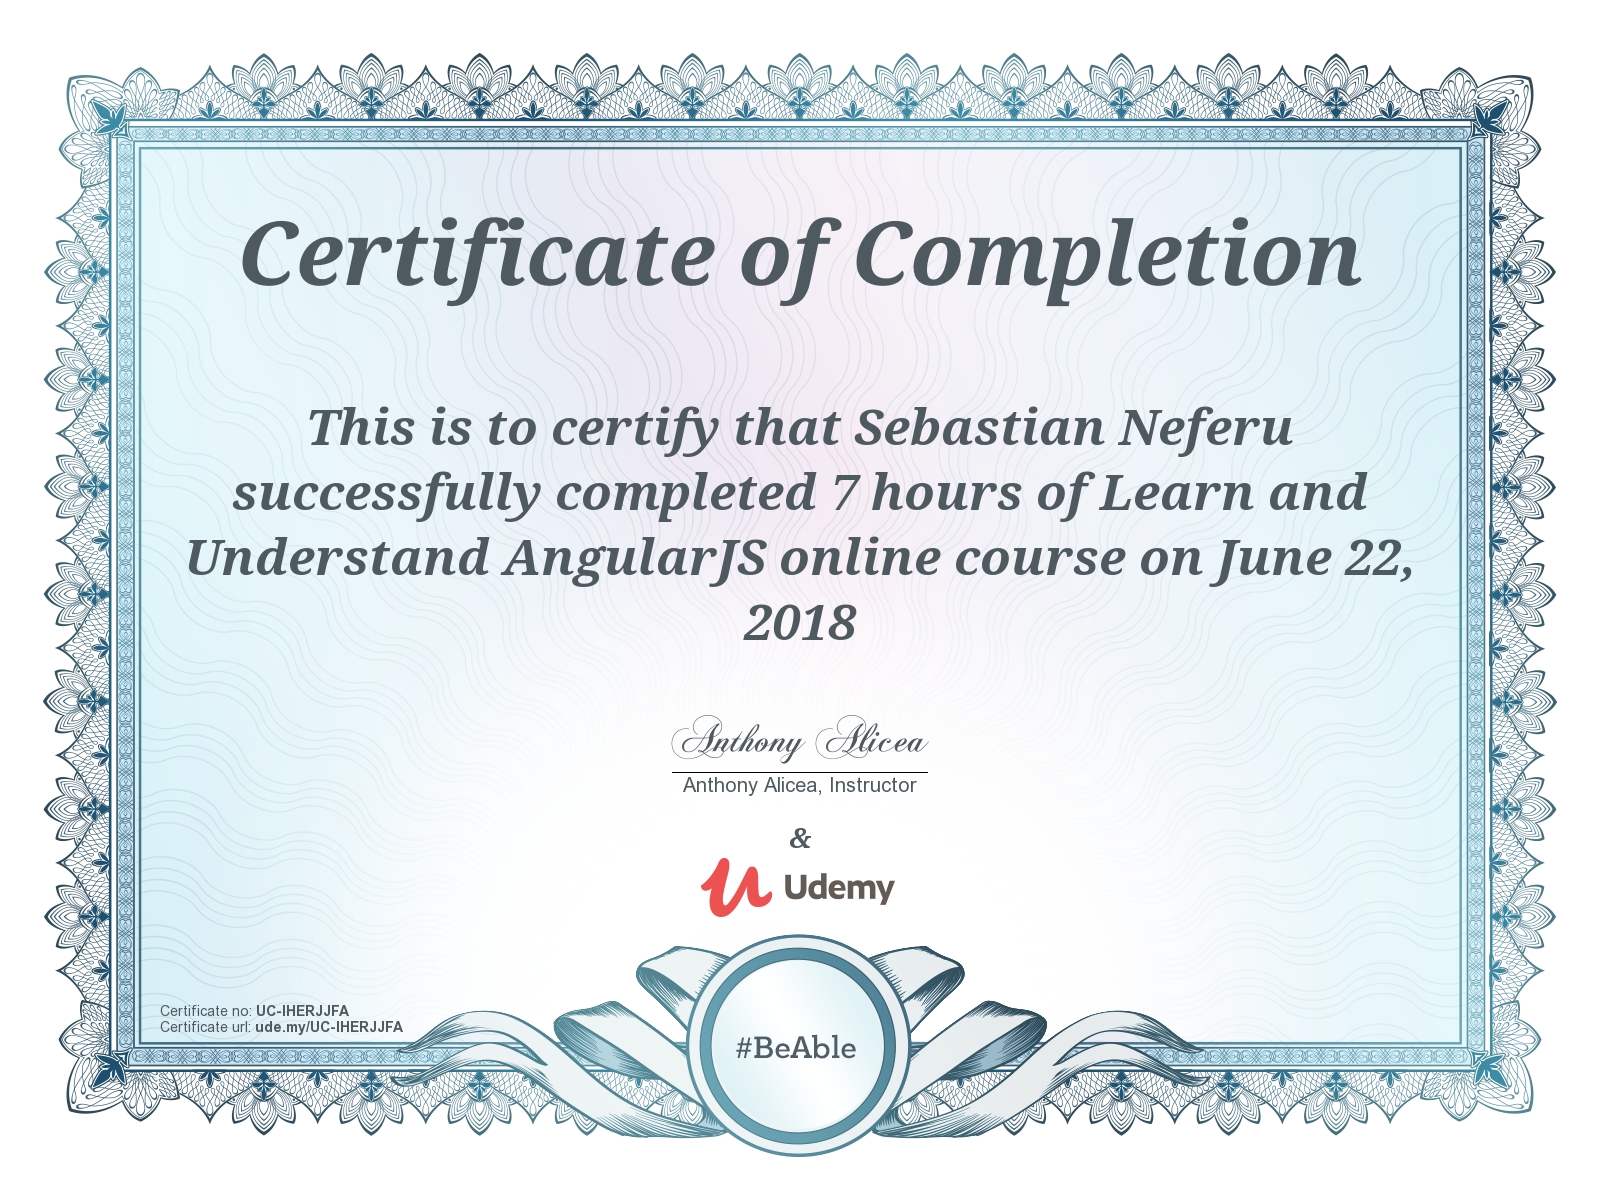 Certificate of Completion
This is to certify that Sebastian Neferu
successfully completed 7 hours of Learn and
Understand AngularJS online course on June 22,
2018
Anthony Alicea
Anthony Alicea, Instructor
&
Udemy
Certificate no: UC-IHERJJFA
Certificate url: ude.my/UC-IHERJJFA
#BeAble